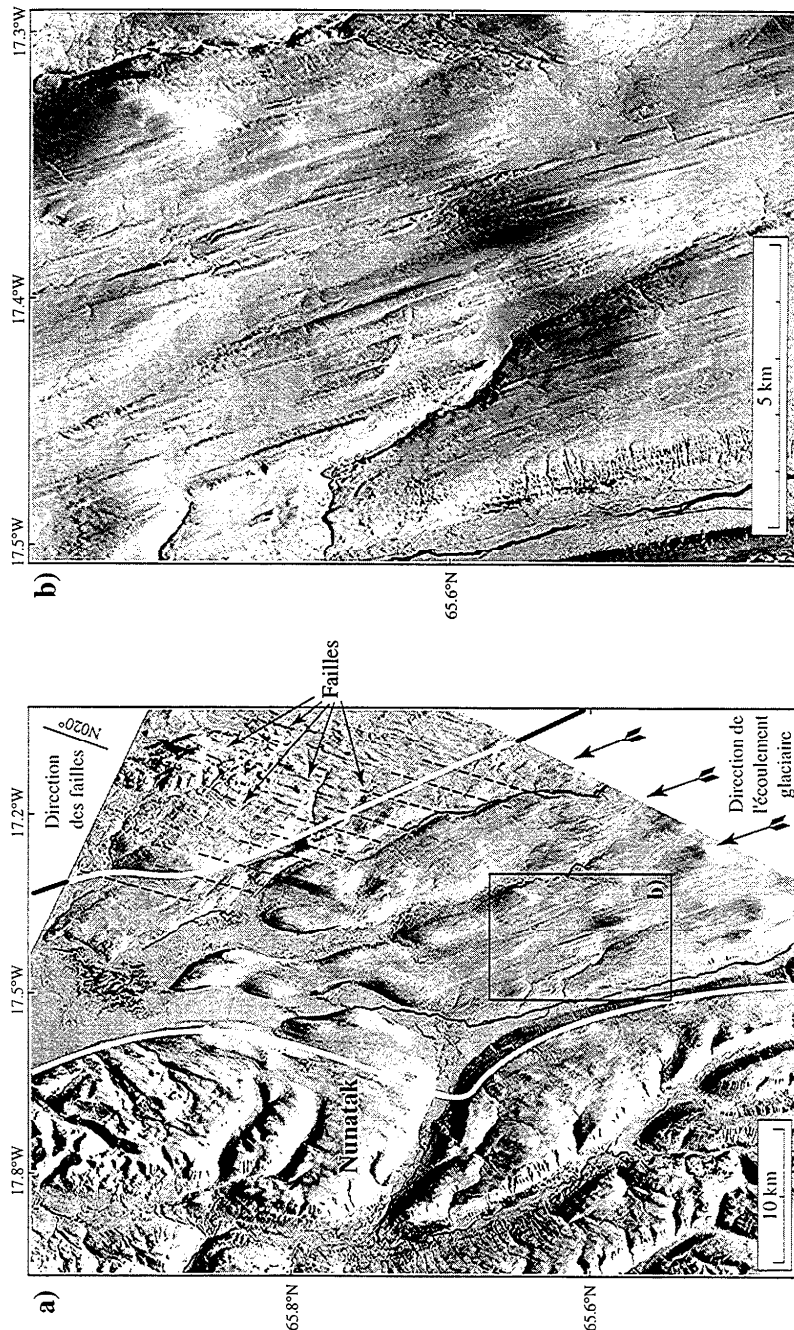 a)
17.8°W
17.5°W
17.2°W
65.8°N
65.6°N
Direction
des failles
N020°
Failles
Nunatak
b)
Direction de
l'écoulement
glaciaire
10 km
b)
17.5°W
17.4°W
17.3°W
65.6°N
5 km